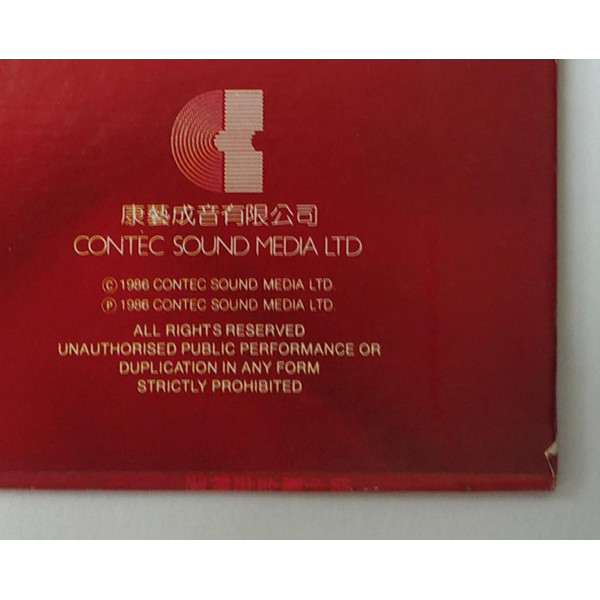 康藝成音有限公司
CONTEC SOUND MEDIA LTD
Ⓒ 1986 CONTEC SOUND MEDIA LTD.
Ⓟ 1986 CONTEC SOUND MEDIA LTD.
ALL RIGHTS RESERVED
UNAUTHORISED PUBLIC PERFORMANCE OR
DUPLICATION IN ANY FORM
STRICTLY PROHIBITED